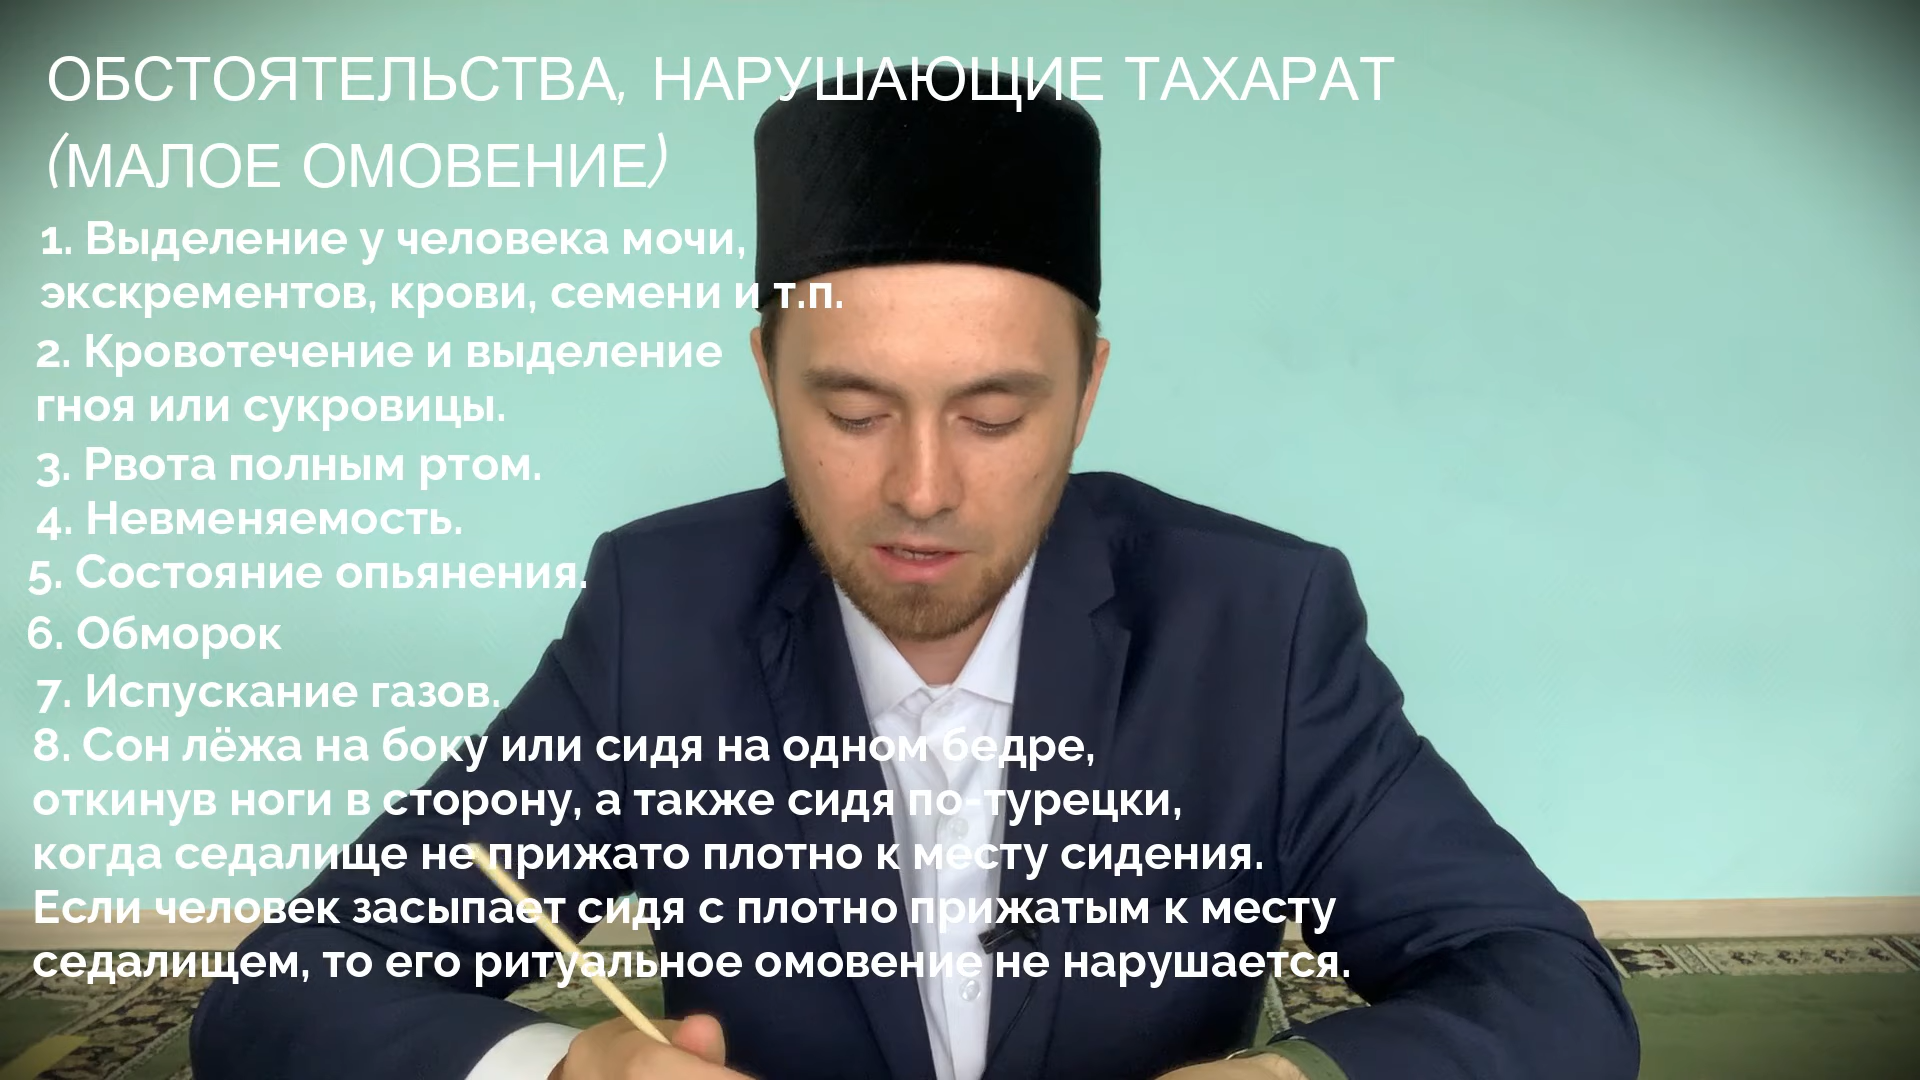 ОБСТОЯТЕЛЬСТВА, НАРУШАЮЩИЕ ТАХАРАТ
(МАЛОЕ ОМОВЕНИЕ)
1. Выделение у человека мочи,
экскрементов, крови, семени и т.п.
2. Кровотечение и выделение
гноя или сукровицы.
3. Рвота полным ртом.
4. Невменяемость.
5. Состояние опьянения.
6. Обморок
7. Испускание газов.
8. Сон лёжа на боку или сидя на одном бедре,
откинув ноги в сторону, а также сидя по-турецки,
когда седалище не прижато плотно к месту сидения.
Если человек засыпает сидя с плотно прижатым к месту
седалищем, то его ритуальное омовение не нарушается.